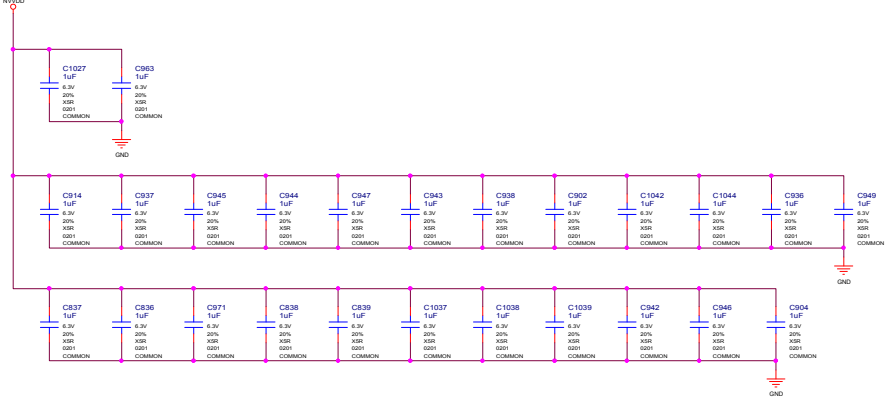 NVVDD
C1027
1uF
6.3V
20%
X5R
0201
COMMON
C963
1uF
6.3V
20%
X5R
0201
COMMON
GND
C914
1uF
6.3V
20%
X5R
0201
COMMON
C937
1uF
6.3V
20%
X5R
0201
COMMON
C945
1uF
6.3V
20%
X5R
0201
COMMON
C944
1uF
6.3V
20%
X5R
0201
COMMON
C947
1uF
6.3V
20%
X5R
0201
COMMON
C943
1uF
6.3V
20%
X5R
0201
COMMON
C938
1uF
6.3V
20%
X5R
0201
COMMON
C902
1uF
6.3V
20%
X5R
0201
COMMON
C1042
1uF
6.3V
20%
X5R
0201
COMMON
C1044
1uF
6.3V
20%
X5R
0201
COMMON
C936
1uF
6.3V
20%
X5R
0201
COMMON
C949
1uF
6.3V
20%
X5R
0201
COMMON
GND
C837
1uF
6.3V
20%
X5R
0201
COMMON
C836
1uF
6.3V
20%
X5R
0201
COMMON
C971
1uF
6.3V
20%
X5R
0201
COMMON
C838
1uF
6.3V
20%
X5R
0201
COMMON
C839
1uF
6.3V
20%
X5R
0201
COMMON
C1037
1uF
6.3V
20%
X5R
0201
COMMON
C1038
1uF
6.3V
20%
X5R
0201
COMMON
C1039
1uF
6.3V
20%
X5R
0201
COMMON
C942
1uF
6.3V
20%
X5R
0201
COMMON
C946
1uF
6.3V
20%
X5R
0201
COMMON
C904
1uF
6.3V
20%
X5R
0201
COMMON
GND